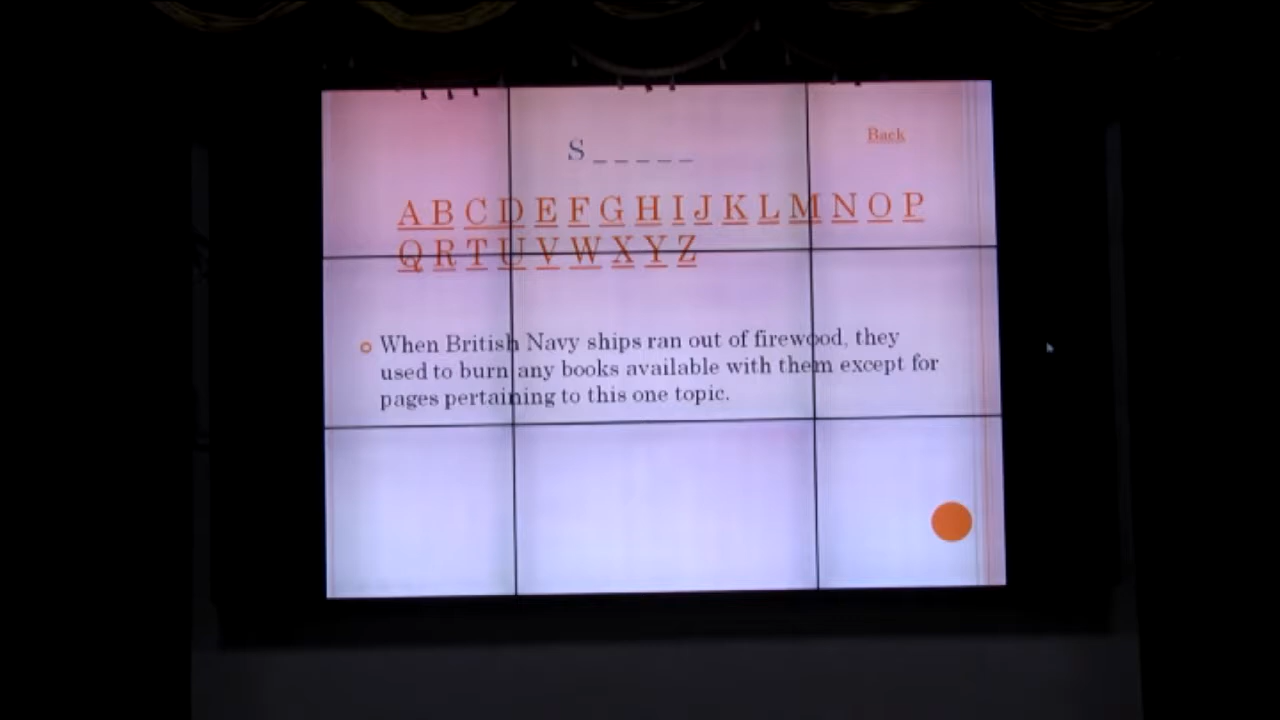 Back
S _ _ _ _ _
A B C D E F G H I J K L M N O P
Q R T U V W X Y Z
When British Navy ships ran out of firewood, they
used to burn any books available with them except for
pages pertaining to this one topic.